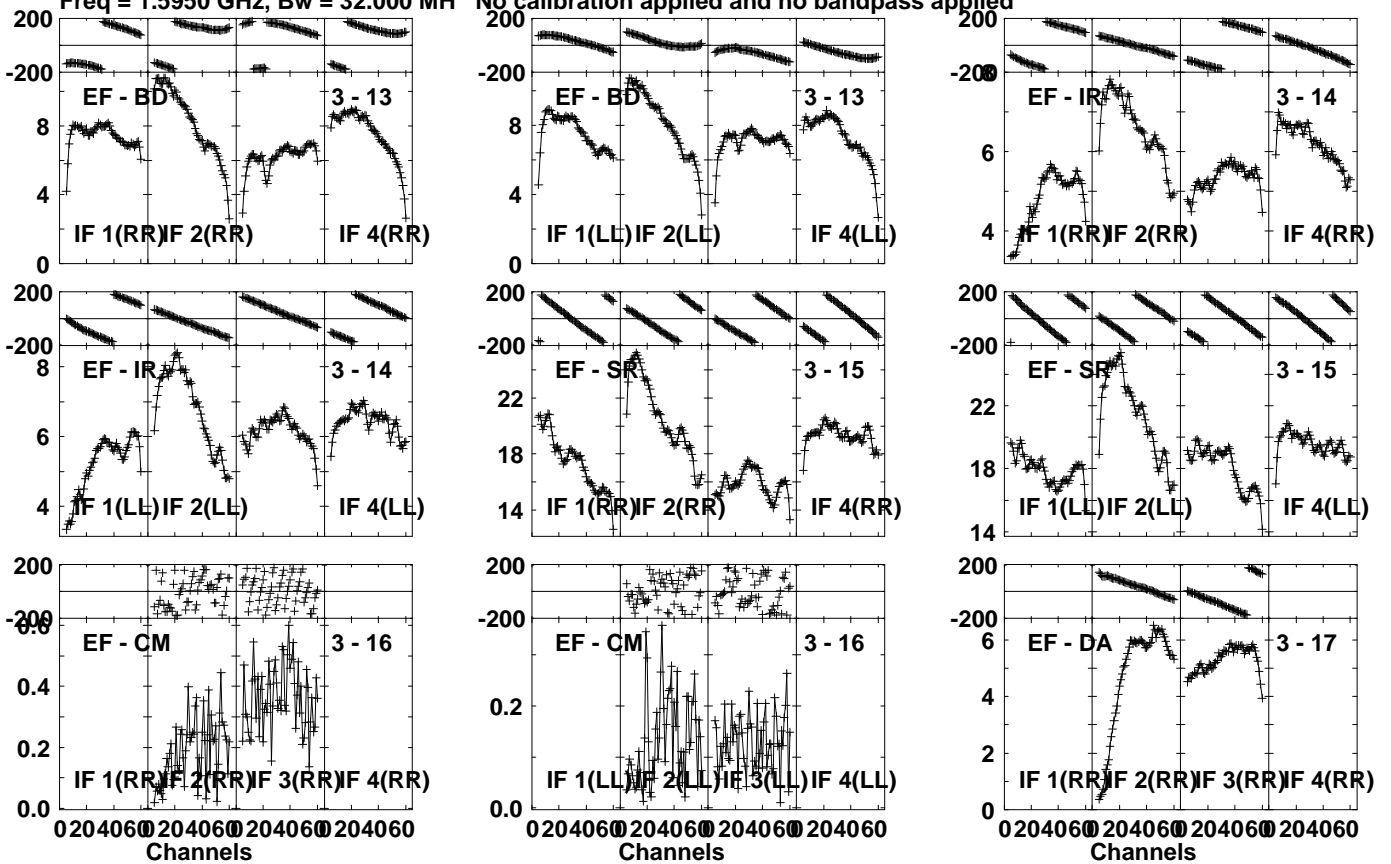 Freq = 1.5950 GHz, Bw = 32.000 MH No calibration applied and no bandpass applied
200
-200
EF - BD 3 - 13
8
4
0
IF 1(RR) IF 2(RR) IF 4(RR)
EF - BD 3 - 13
8
4
0
IF 1(LL) IF 2(LL) IF 4(LL)
200
-200
8
EF - IR 3 - 14
6
4
IF 1(RR) IF 2(RR) IF 4(RR)
200
-200
8
EF - IR 3 - 14
6
4
IF 1(LL) IF 2(LL) IF 4(LL)
200
-200
EF - SR 3 - 15
22
18
14
IF 1(RR) IF 2(RR) IF 4(RR)
200
-200
EF - SR 3 - 15
22
18
14
IF 1(LL) IF 2(LL) IF 4(LL)
200
-200
0.6
EF - CM 3 - 16
0.4
0.2
0.0
IF 1(RR) IF 2(RR) IF 3(RR) IF 4(RR)
0 20 40 60 0 20 40 60 0 20 40 60 0 20 40 60
Channels
200
-200
EF - CM 3 - 16
0.2
0.0
IF 1(LL) IF 2(LL) IF 3(LL) IF 4(LL)
0 20 40 60 0 20 40 60 0 20 40 60 0 20 40 60
Channels
200
-200
EF - DA 3 - 17
6
4
2
0
IF 1(RR) IF 2(RR) IF 3(RR) IF 4(RR)
0 20 40 60 0 20 40 60 0 20 40 60 0 20 40 60
Channels